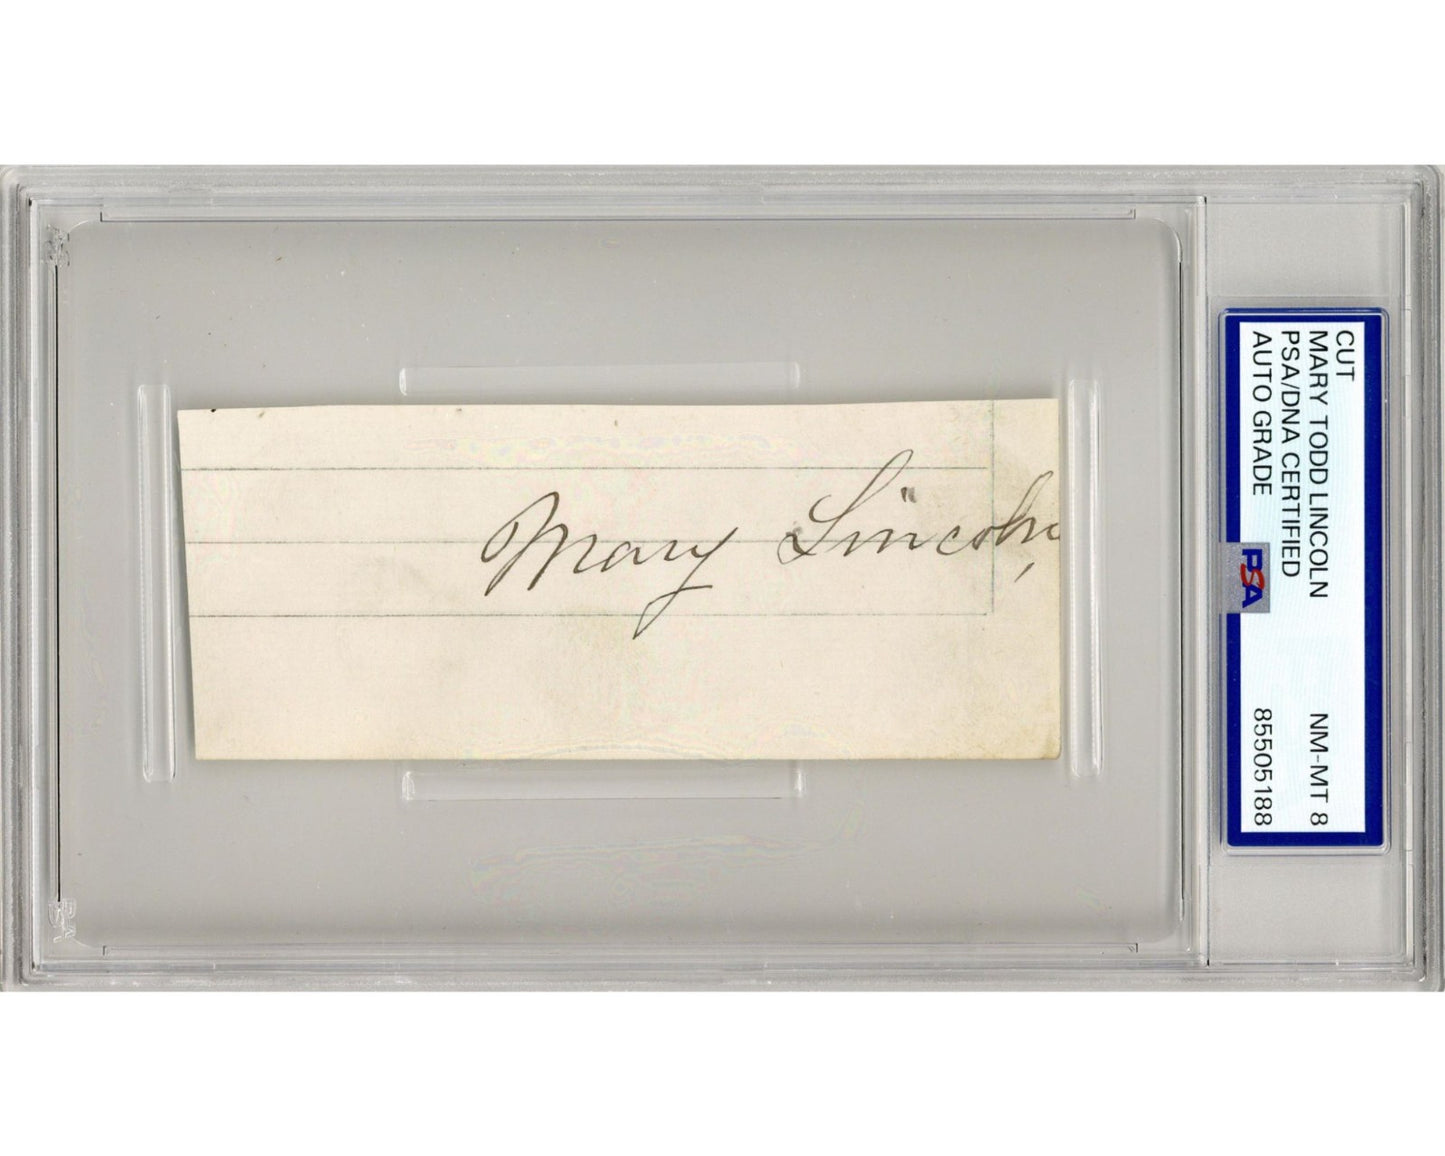 Mary Lincoln,
CUT
MARY TODD LINCOLN NM-MT 8
PSA/DNA CERTIFIED
AUTO GRADE 85505188
PSA